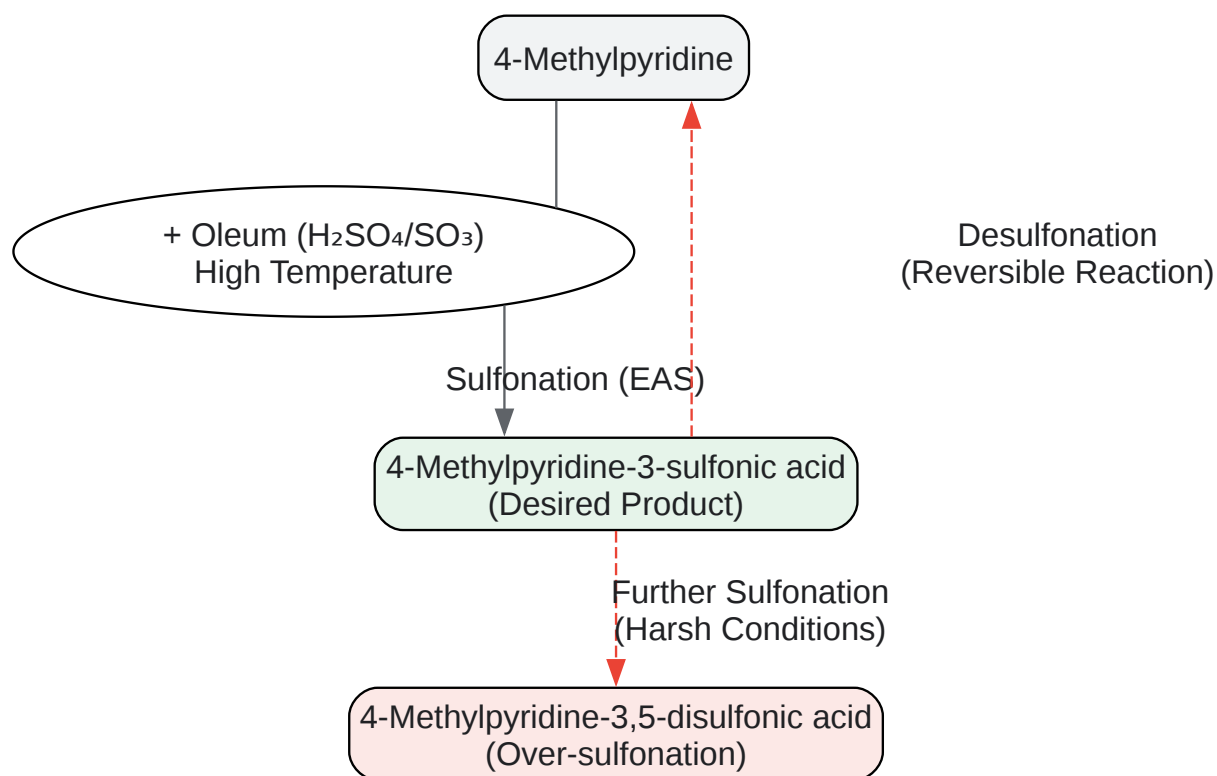 4-Methylpyridine
+ Oleum (H₂SO₄/SO₃)
High Temperature
Desulfonation
(Reversible Reaction)
Sulfonation (EAS)
4-Methylpyridine-3-sulfonic acid
(Desired Product)
Further Sulfonation
(Harsh Conditions)
4-Methylpyridine-3,5-disulfonic acid
(Over-sulfonation)